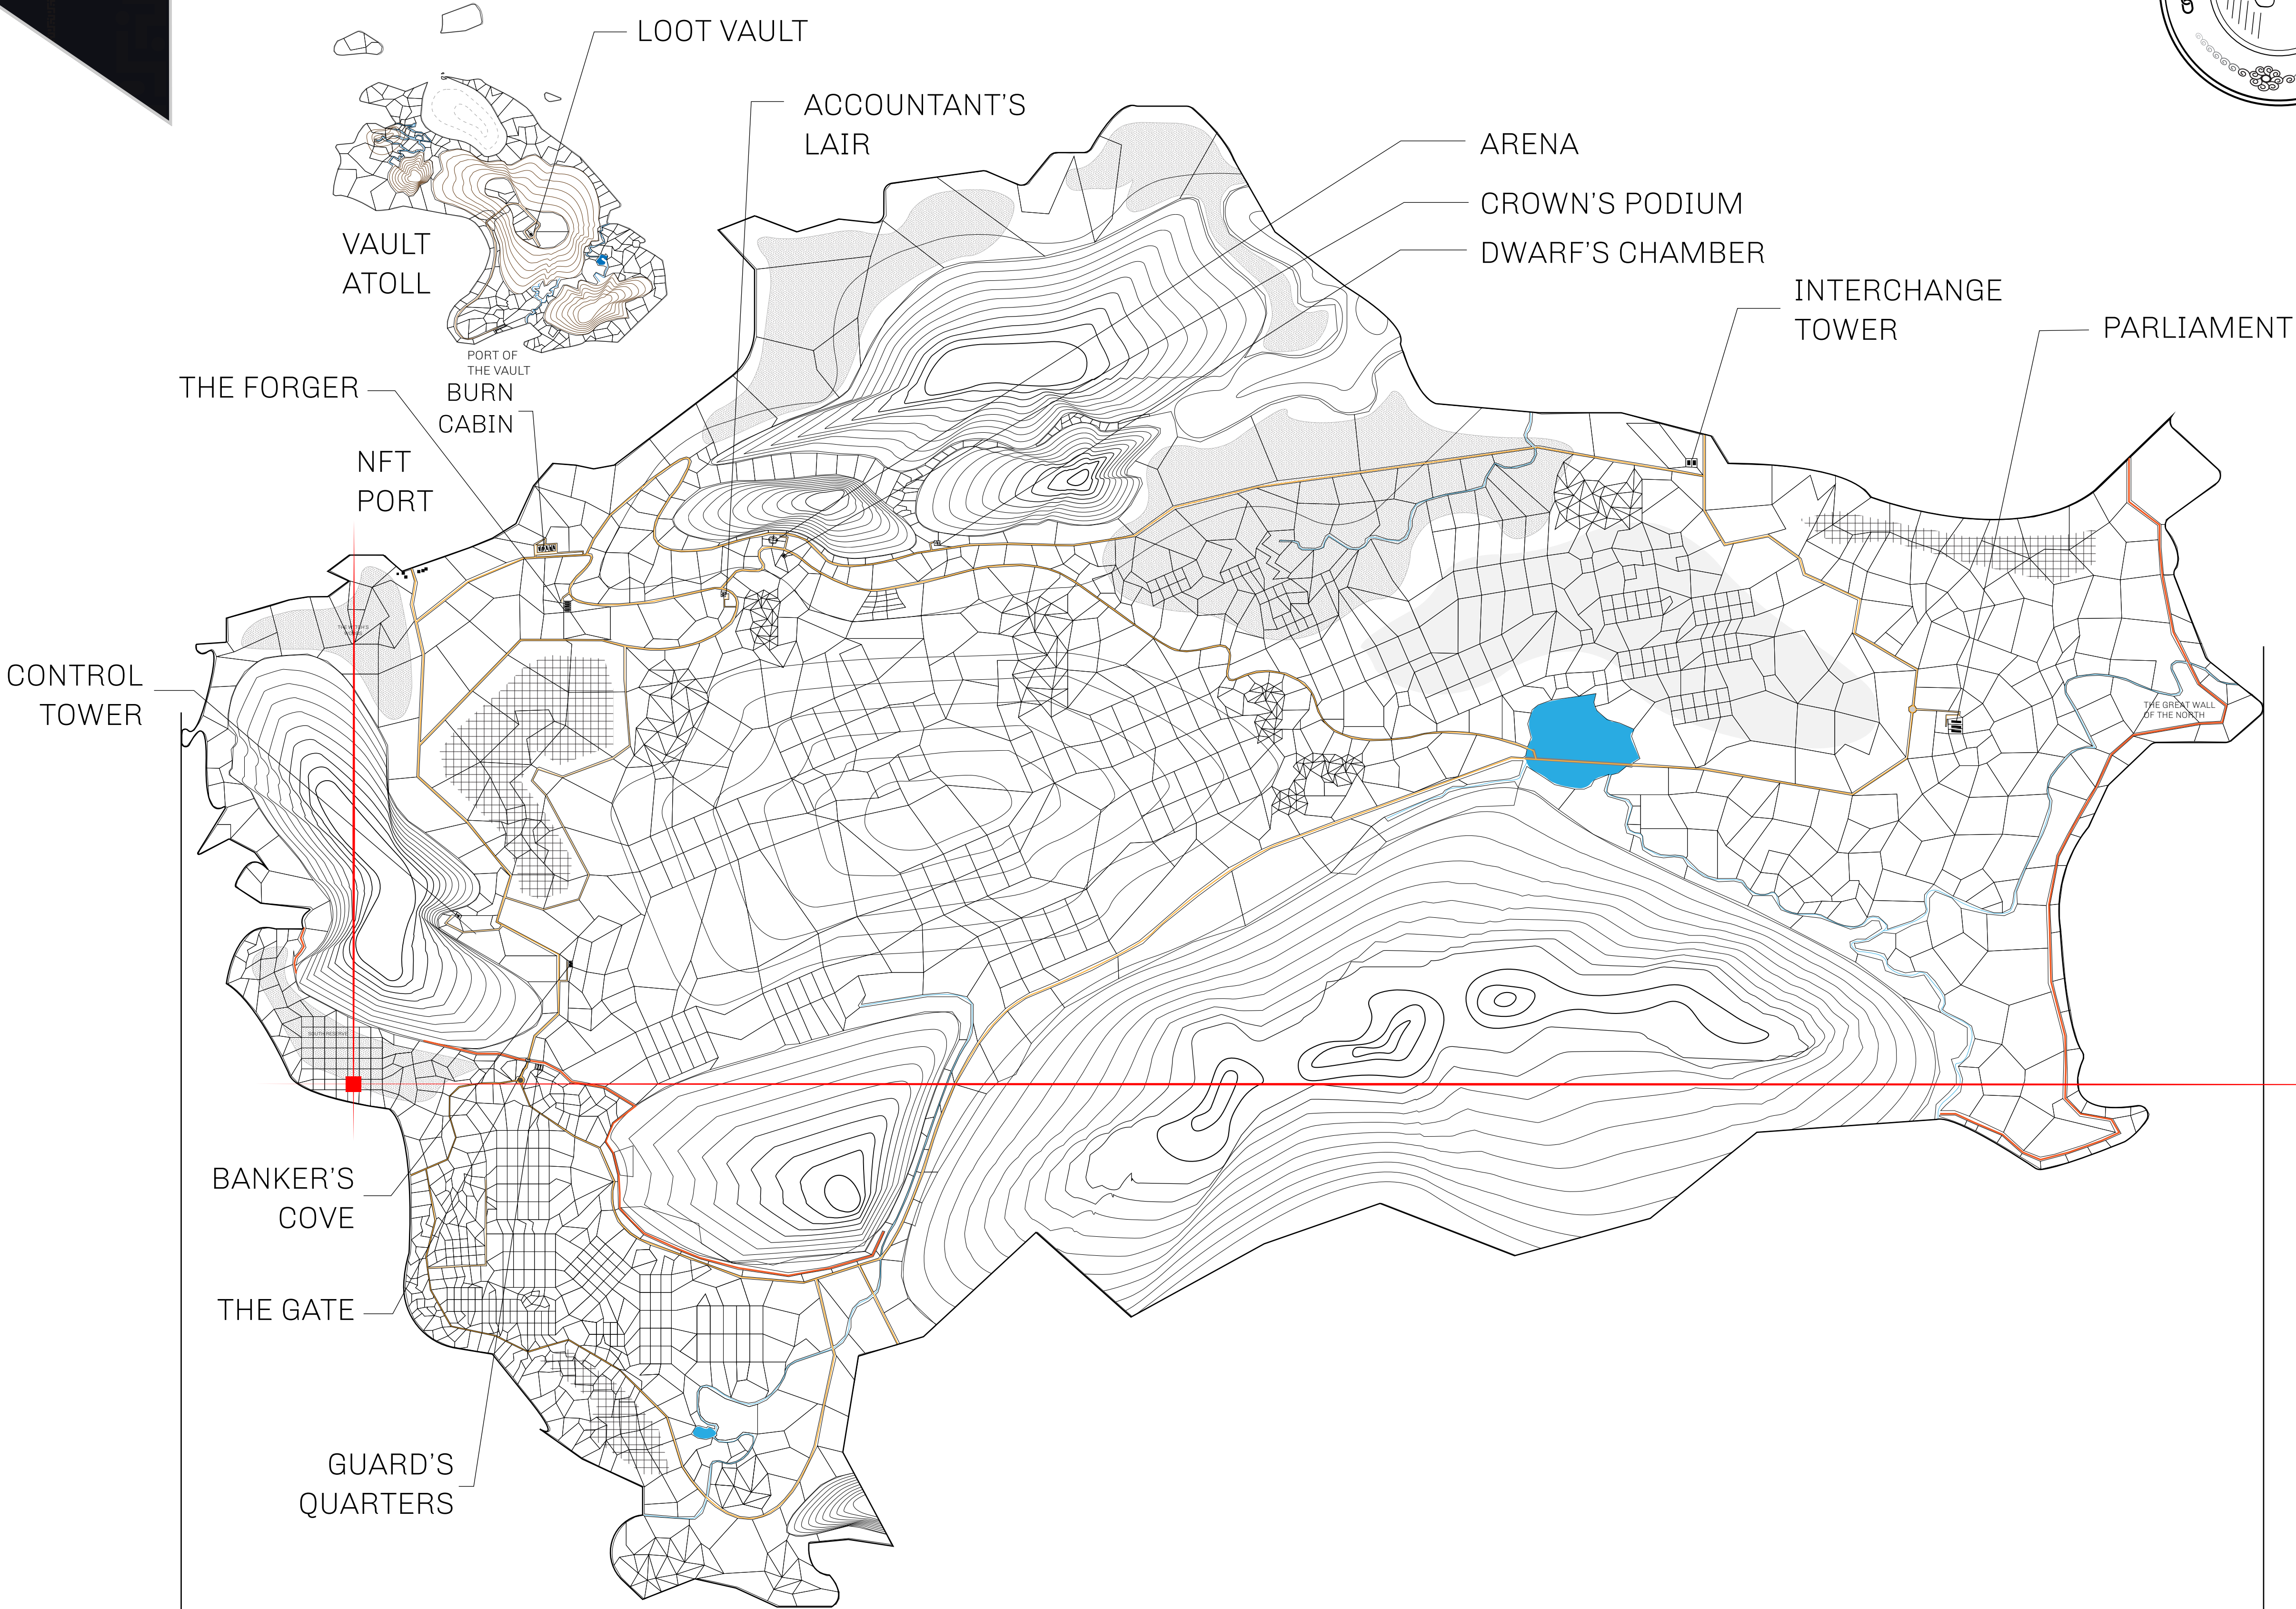 LOOT VAULT
ACCOUNTANT'S
LAIR
ARENA
CROWN'S PODIUM
DWARF'S CHAMBER
VAULT
ATOLL
INTERCHANGE
TOWER
PARLIAMENT
PORT OF
THE VAULT
THE FORGER
BURN
CABIN
NFT
PORT
CONTROL
TOWER
THE GREAT WALL
OF THE NORTH
SOUTH RESERVE
BANKER'S
COVE
THE GATE
GUARD'S
QUARTERS